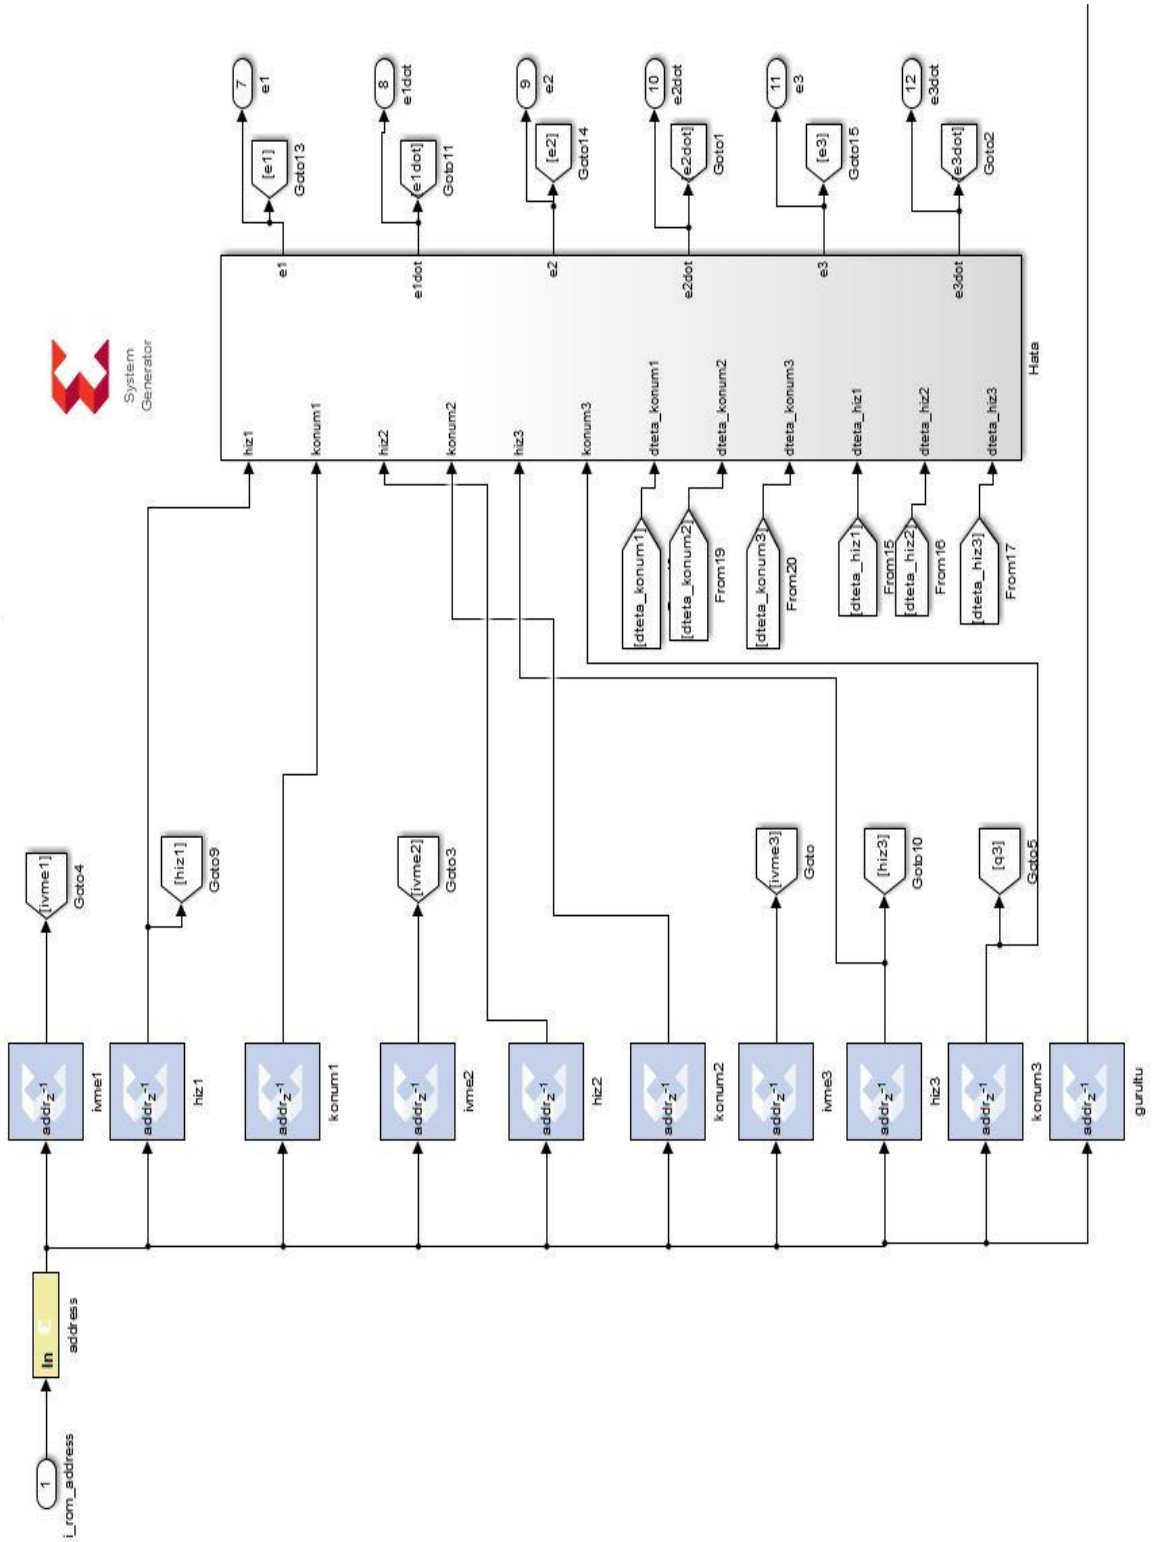 1
i_rom_address
In
address
addr z⁻¹
ivme1
addr z⁻¹
hiz1
addr z⁻¹
konum1
addr z⁻¹
ivme2
addr z⁻¹
hiz2
addr z⁻¹
konum2
addr z⁻¹
ivme3
addr z⁻¹
hiz3
addr z⁻¹
konum3
addr z⁻¹
gurultu
[ivme1]
Goto4
[hiz1]
Goto9
[ivme2]
Goto3
[ivme3]
Goto
[hiz3]
Goto10
[q3]
Goto5
[dteta_konum1]
[dteta_konum2]
From19
[dteta_konum3]
From20
[dteta_hiz1]
From15
[dteta_hiz2]
From16
[dteta_hiz3]
From17
System
Generator
hiz1
konum1
hiz2
konum2
hiz3
konum3
dteta_konum1
dteta_konum2
dteta_konum3
dteta_hiz1
dteta_hiz2
dteta_hiz3
e1
e1dot
e2
e2dot
e3
e3dot
Hata
[e1]
Goto13
[e1dot]
Goto11
[e2]
Goto14
[e2dot]
Goto1
[e3]
Goto15
[e3dot]
Goto2
7
e1
8
e1dot
9
e2
10
e2dot
11
e3
12
e3dot